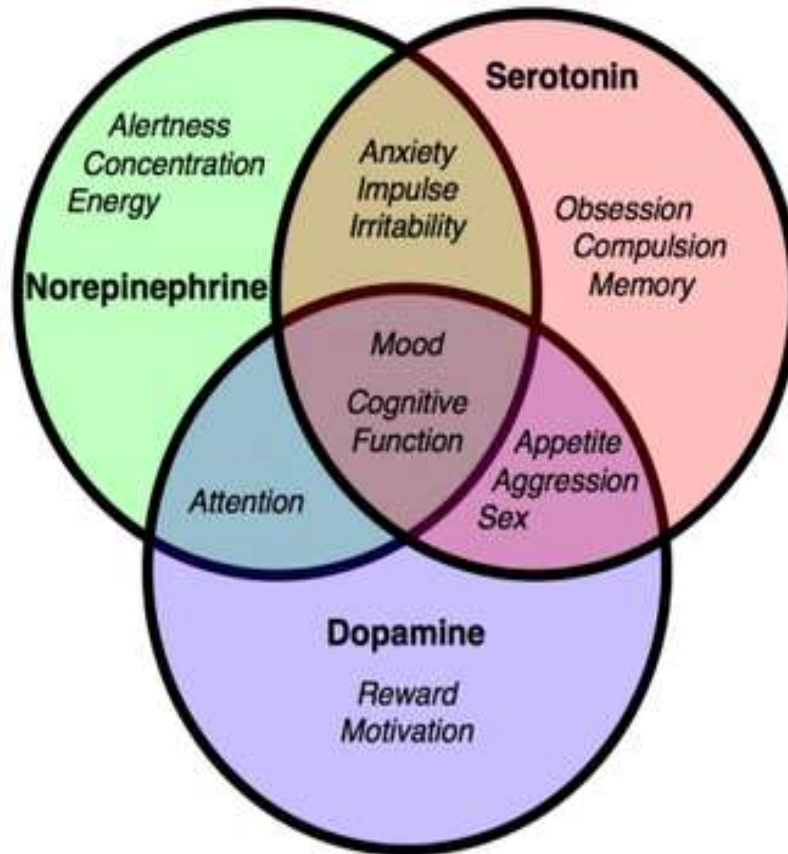 Serotonin
Alertness
Concentration
Energy
Anxiety
Impulse
Irritability
Obsession
Compulsion
Memory
Norepinephrine
Mood
Cognitive
Function
Appetite
Aggression
Sex
Attention
Dopamine
Reward
Motivation